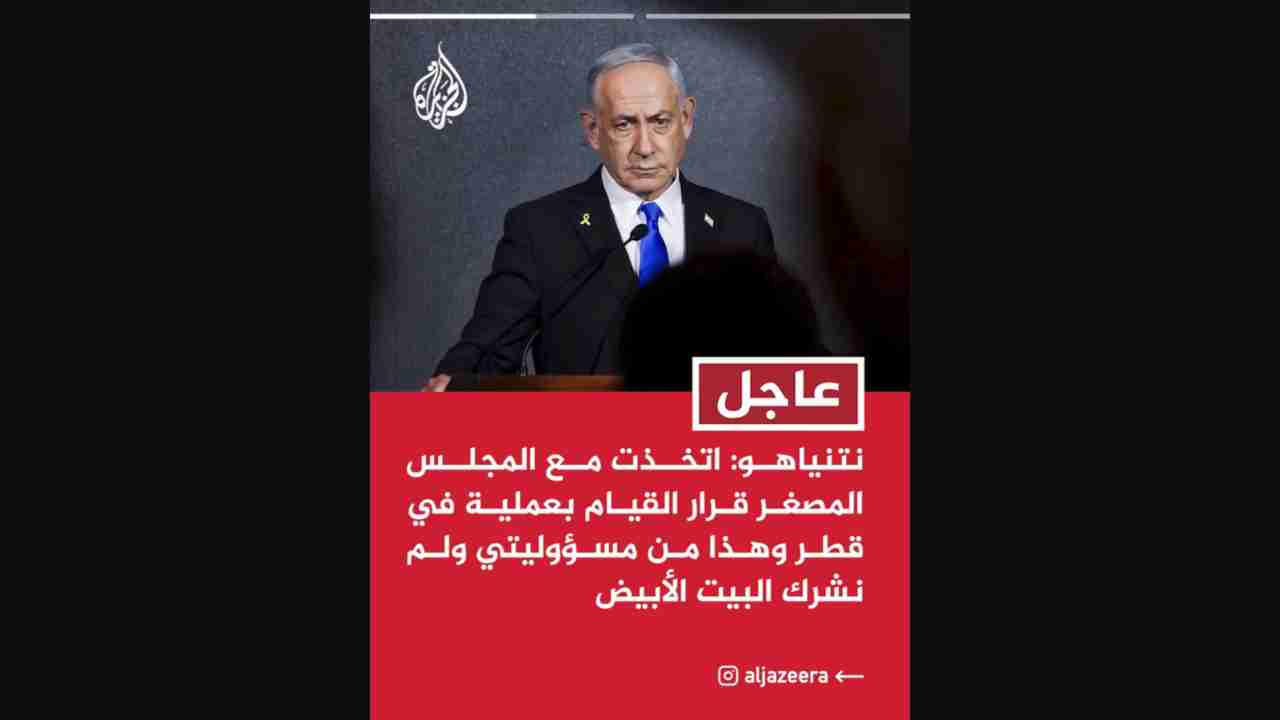 الجزيرة
عاجل
نتنياهو: اتخذت مع المجلس
المصغر قرار القيام بعملية في
قطر وهذا من مسؤوليتي ولم
نشرك البيت الأبيض
aljazeera